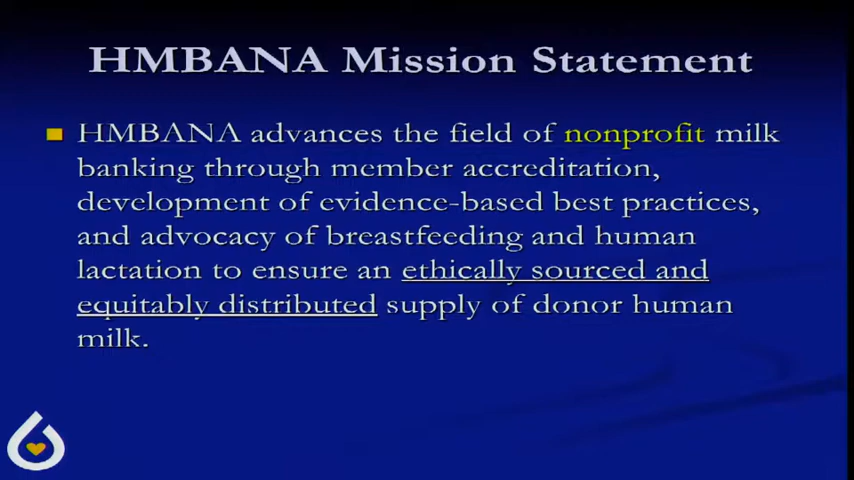 HMBANA Mission Statement
HMBANA advances the field of nonprofit milk
banking through member accreditation,
development of evidence-based best practices,
and advocacy of breastfeeding and human
lactation to ensure an ethically sourced and
equitably distributed supply of donor human
milk.